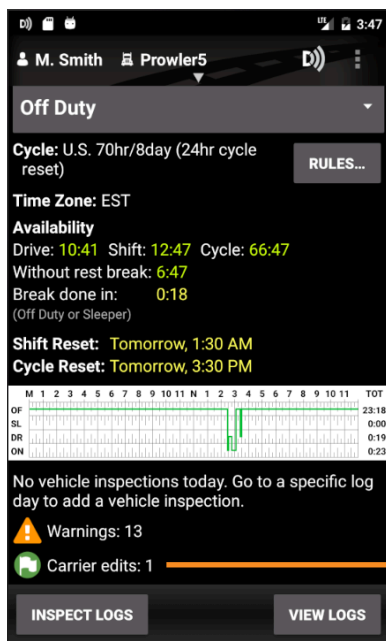 D)) LTE 3:47
M. Smith Prowler5 D))
Off Duty
Cycle: U.S. 70hr/8day (24hr cycle
reset)
RULES...
Time Zone: EST
Availability
Drive: 10:41 Shift: 12:47 Cycle: 66:47
Without rest break: 6:47
Break done in: 0:18
(Off Duty or Sleeper)
Shift Reset: Tomorrow, 1:30 AM
Cycle Reset: Tomorrow, 3:30 PM
M 1 2 3 4 5 6 7 8 9 10 11 N 1 2 3 4 5 6 7 8 9 10 11 TOT
OF 23:18
SL 0:00
DR 0:19
ON 0:23
No vehicle inspections today. Go to a specific log
day to add a vehicle inspection.
Warnings: 13
Carrier edits: 1
INSPECT LOGS VIEW LOGS